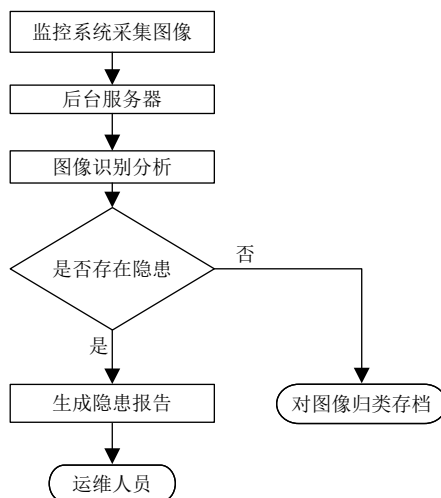 监控系统采集图像
后台服务器
图像识别分析
是否存在隐患
否
是
生成隐患报告
对图像归类存档
运维人员